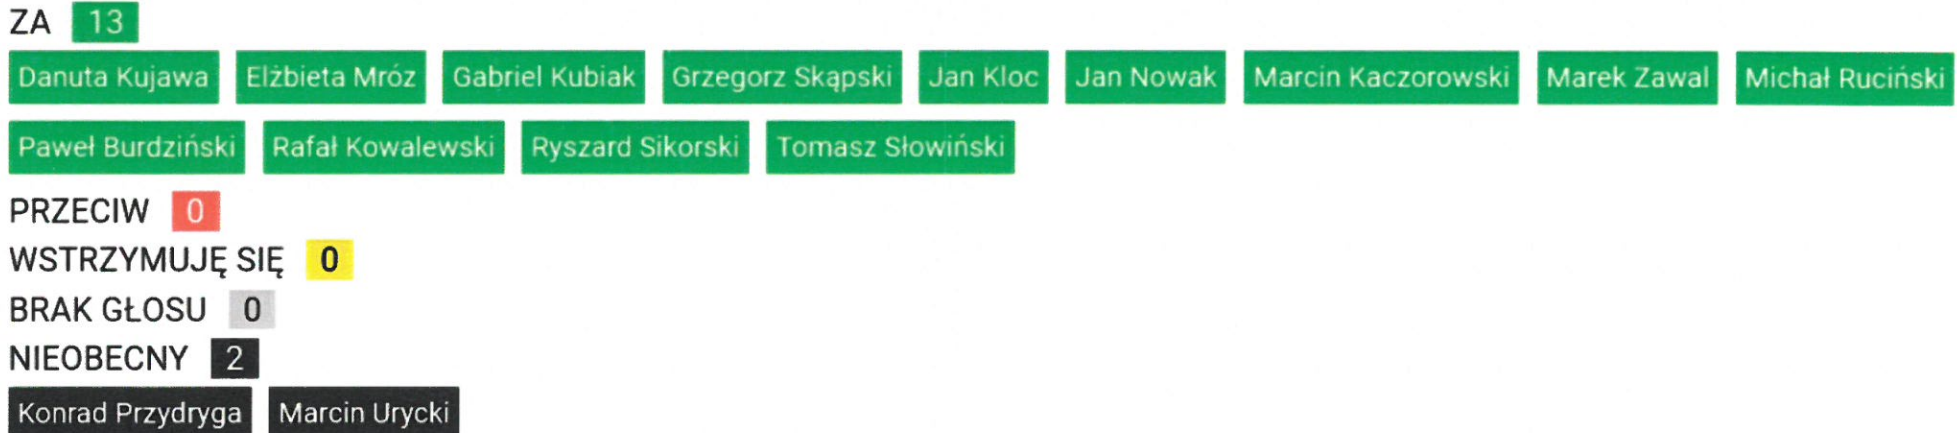 ZA 13
Danuta Kujawa Elżbieta Mróz Gabriel Kubiak Grzegorz Skąpski Jan Kloc Jan Nowak Marcin Kaczorowski Marek Zawal Michał Ruciński
Paweł Burdziński Rafał Kowalewski Ryszard Sikorski Tomasz Słowiński
PRZECIW 0
WSTRZYMUJĘ SIĘ 0
BRAK GŁOSU 0
NIEOBECNY 2
Konrad Przydryga Marcin Urycki